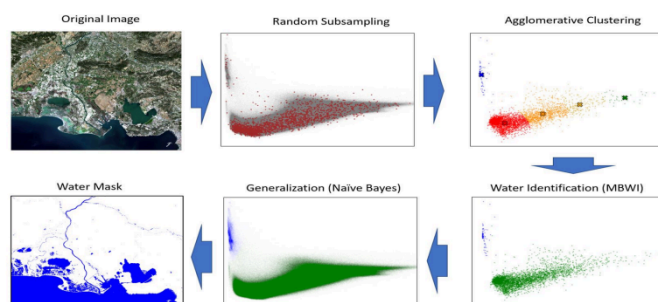 Original Image
Random Subsampling
Agglomerative Clustering
Water Mask
Generalization (Naïve Bayes)
Water Identification (MBWI)